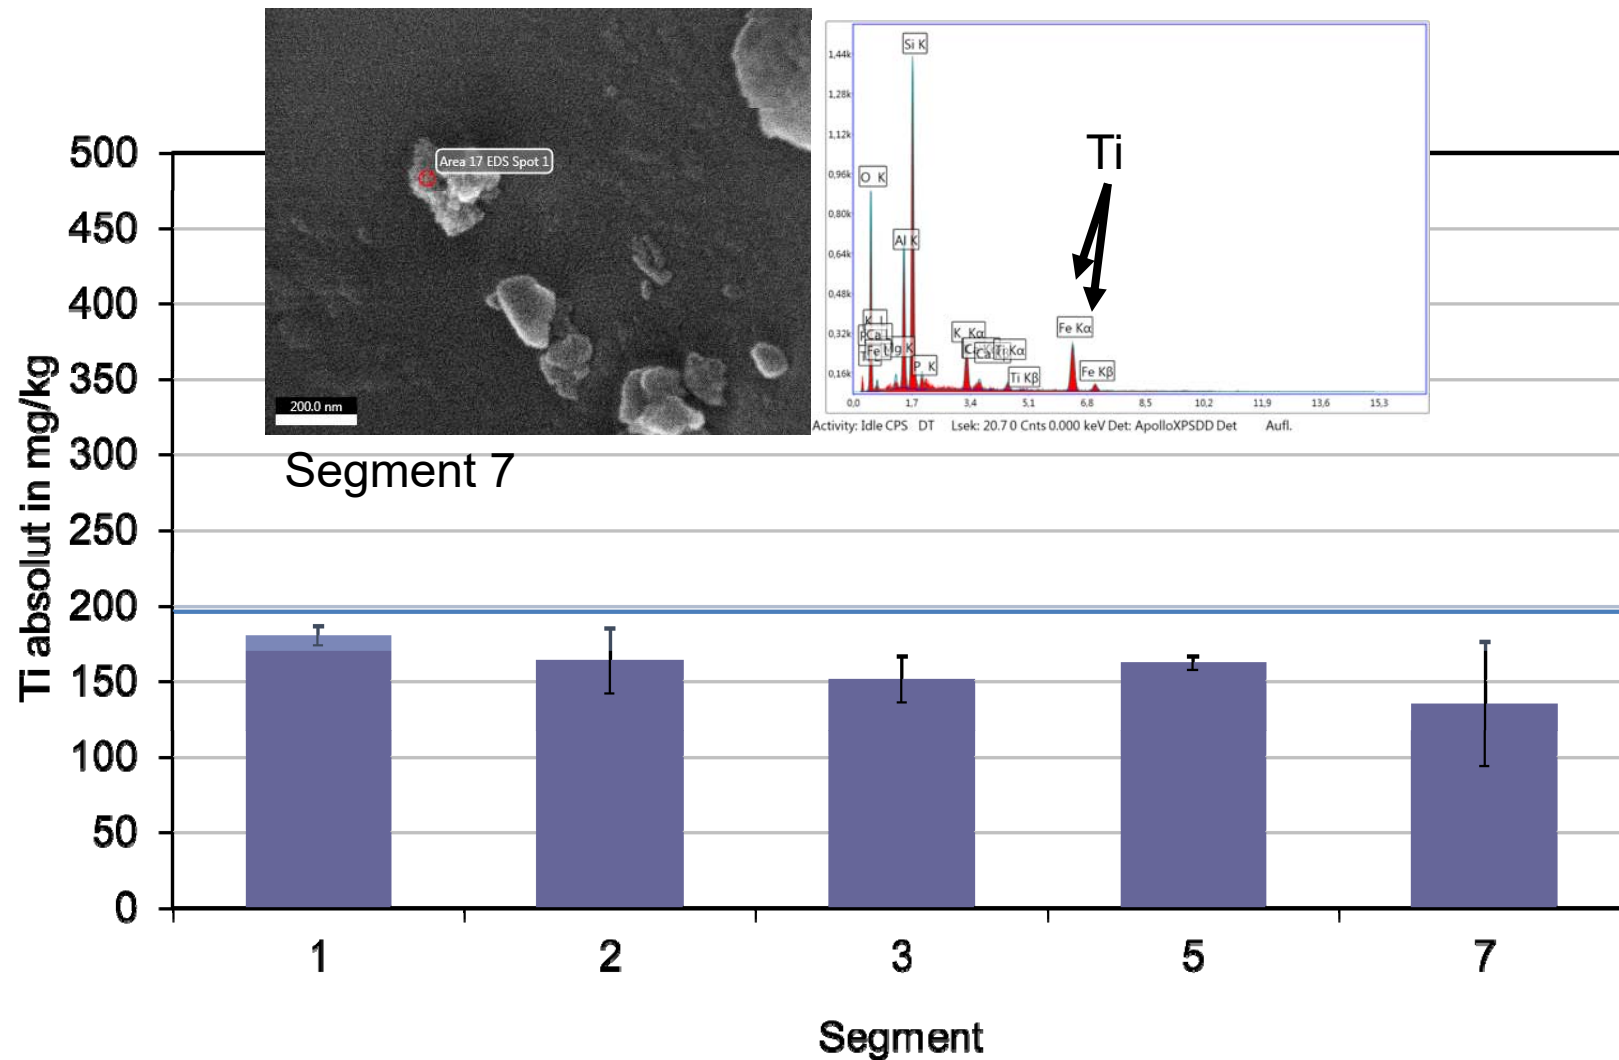 Area 17 EDS Spot 1
200.0 nm
Segment 7
1,44k
1,28k
1,12k
0,96k
0,80k
0,64k
0,48k
0,32k
0,16k
Si K
O K
Al K
K L
Ca L
Fe L
Mg K
P K
K Kα
Ti Kα
Ti Kβ
Fe Kα
Fe Kβ
Ti
0,0 1,7 3,4 5,1 6,8 8,5 10,2 11,9 13,6 15,3
Activity: Idle CPS DT Lsek: 20.7 0 Cnts 0.000 keV Det: ApolloXPSDD Det Aufl.
Ti absolut in mg/kg
500
450
400
350
300
250
200
150
100
50
0
1 2 3 5 7
Segment